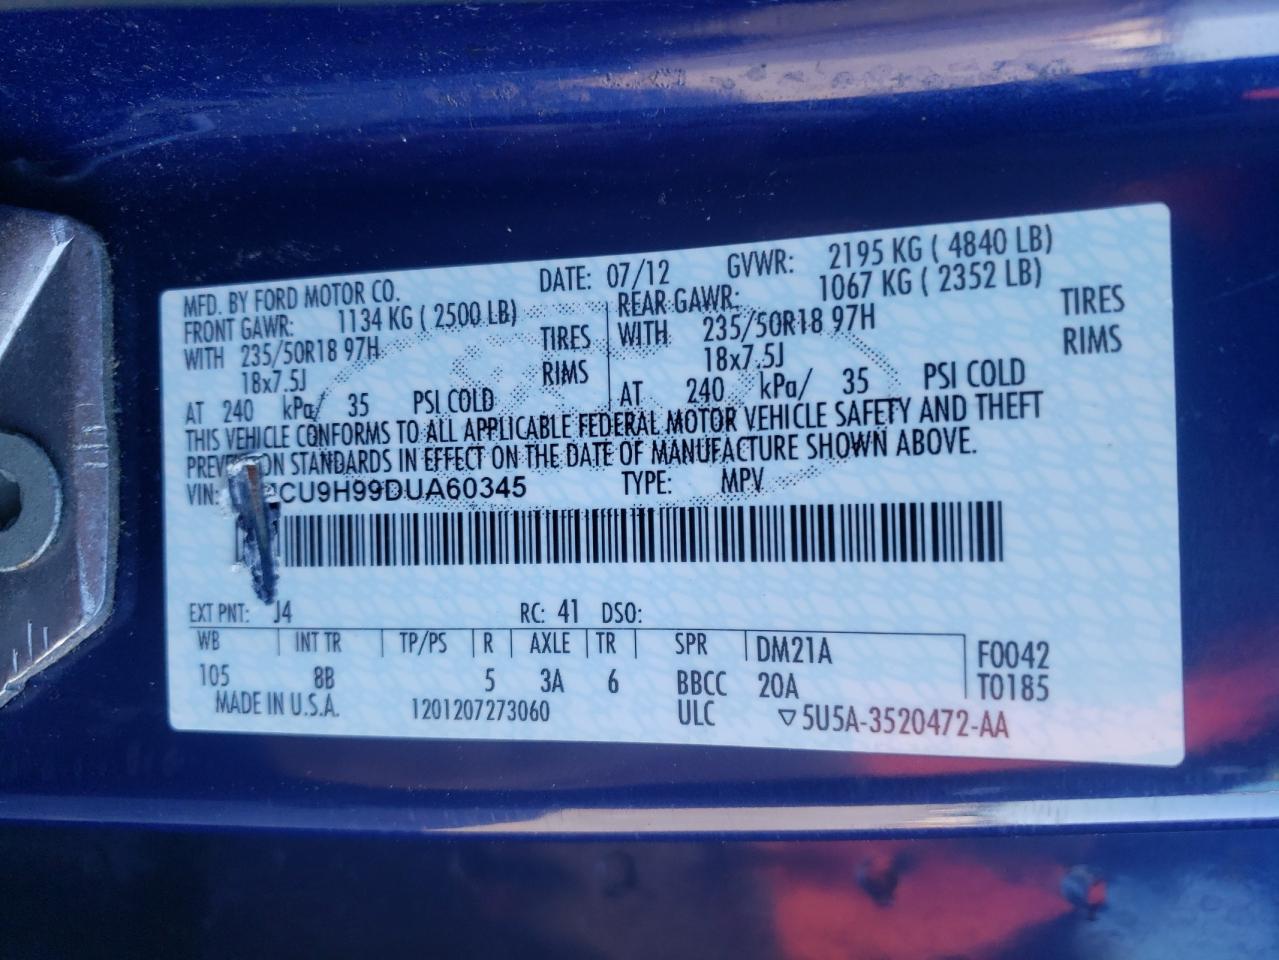 MFD. BY FORD MOTOR CO. DATE: 07/12 GVWR: 2195 KG ( 4840 LB)
FRONT GAWR: 1134 KG ( 2500 LB) REAR GAWR: 1067 KG ( 2352 LB)
WITH 235/50R18 97H TIRES WITH 235/50R18 97H TIRES
18x7.5J RIMS 18x7.5J RIMS
AT 240 kPa/ 35 PSI COLD AT 240 kPa/ 35 PSI COLD
THIS VEHICLE CONFORMS TO ALL APPLICABLE FEDERAL MOTOR VEHICLE SAFETY AND THEFT
PREVENTION STANDARDS IN EFFECT ON THE DATE OF MANUFACTURE SHOWN ABOVE.
VIN: CU9H99DUA60345 TYPE: MPV
EXT PNT: J4 RC: 41 DSO:
WB INT TR TP/PS R AXLE TR SPR DM21A F0042
105 8B 5 3A 6 BBCC 20A T0185
MADE IN U.S.A. 1201207273060 ULC ▽5U5A-3520472-AA